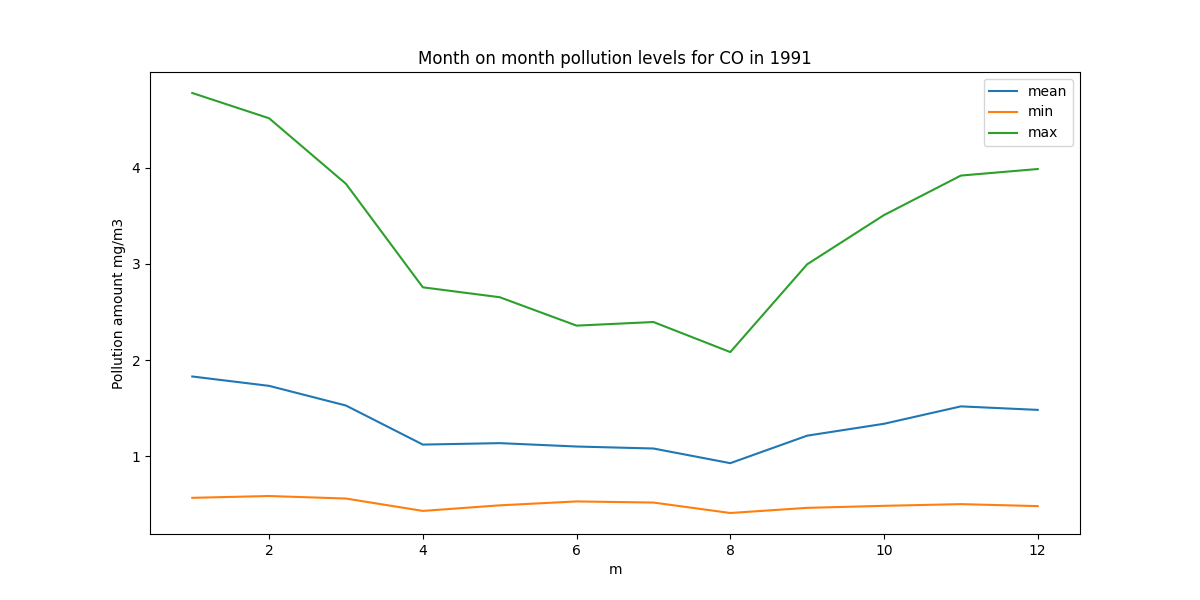 Month on month pollution levels for CO in 1991
mean
min
max
Pollution amount mg/m3
4
3
2
1
2 4 6 8 10 12
m